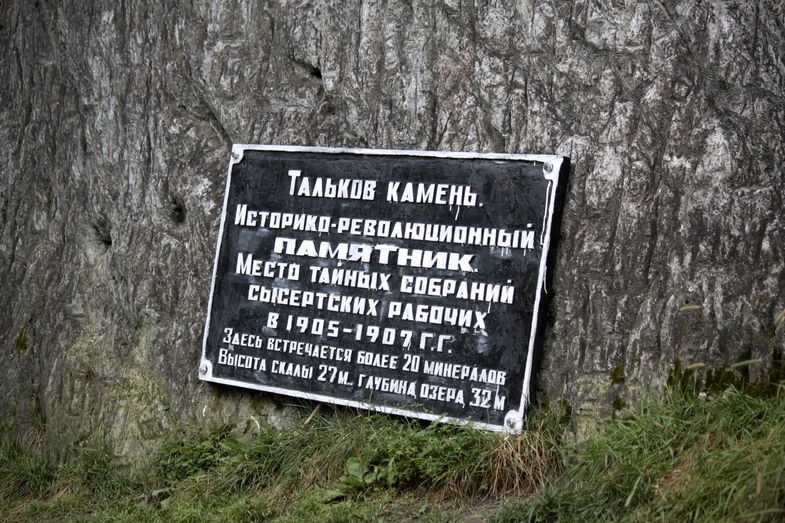 Тальков камень.
Историко-революционный
памятник.
Место тайных собраний
сысертских рабочих
в 1905-1907 г.г.
Здесь встречается более 20 минералов
Высота скалы 27м.. глубина озера 32м